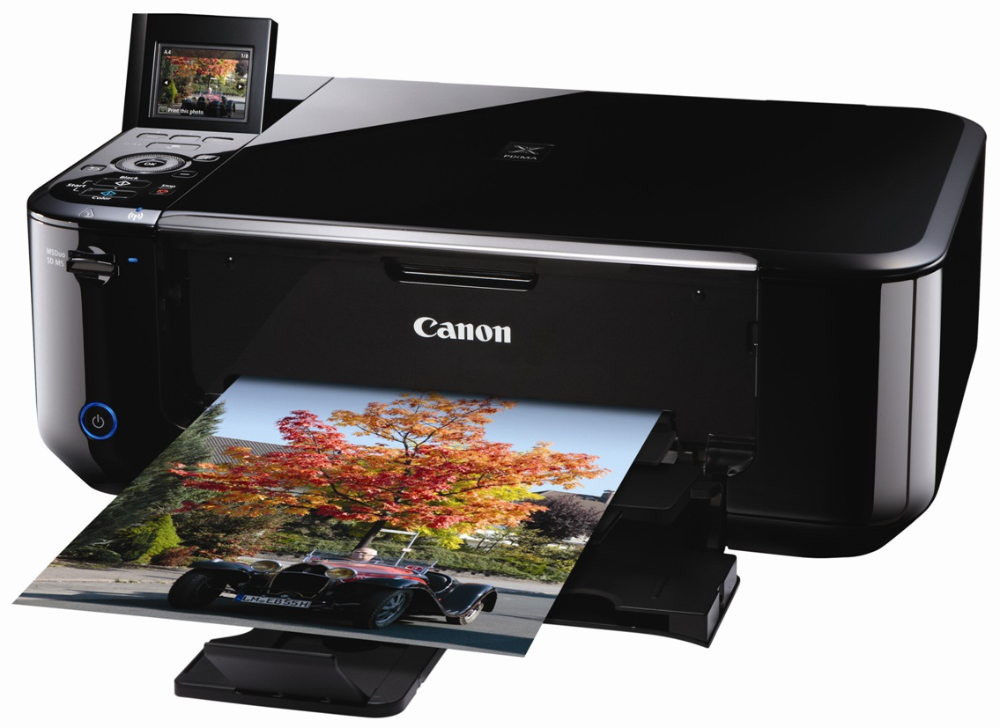 A4
1/8
Print this photo
PIXMA
OK
Black
Start
Stop
Color
MSDuo
SD MS
Canon
LM-EB55H